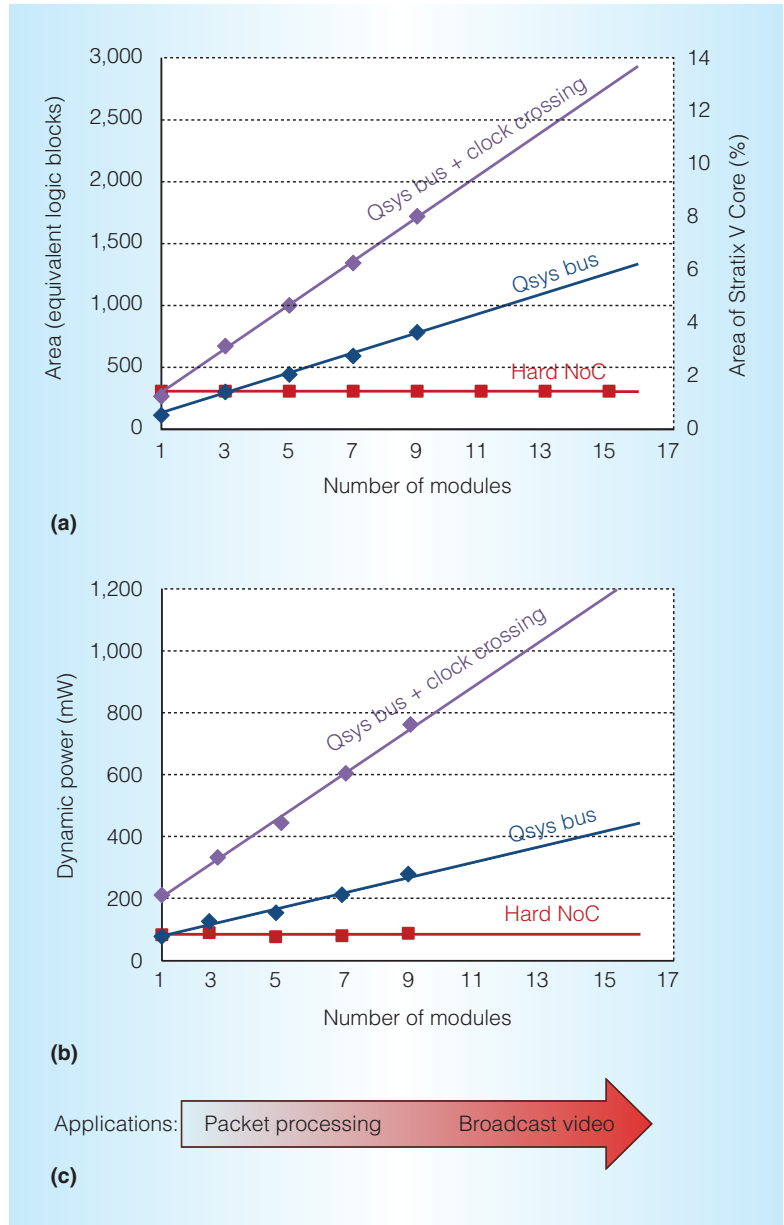 3,000
2,500
2,000
1,500
1,000
500
0
Area (equivalent logic blocks)
14
12
10
8
6
4
2
0
Area of Stratix V Core (%)
Qsys bus + clock crossing
Qsys bus
Hard NoC
1 3 5 7 9 11 13 15 17
Number of modules
(a)
1,200
1,000
800
600
400
200
0
Dynamic power (mW)
Qsys bus + clock crossing
Qsys bus
Hard NoC
1 3 5 7 9 11 13 15 17
Number of modules
(b)
Applications: Packet processing Broadcast video
(c)